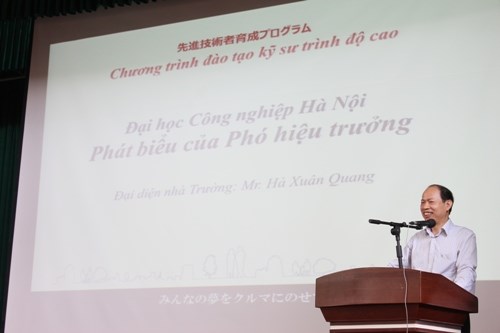 先進技術者育成プログラム
Chương trình đào tạo kỹ sư trình độ cao
Đại học Công nghiệp Hà Nội
Phát biểu của Phó hiệu trưởng
Đại diện nhà Trường: Mr. Hà Xuân Quang
みんなの夢をクルマにのせ